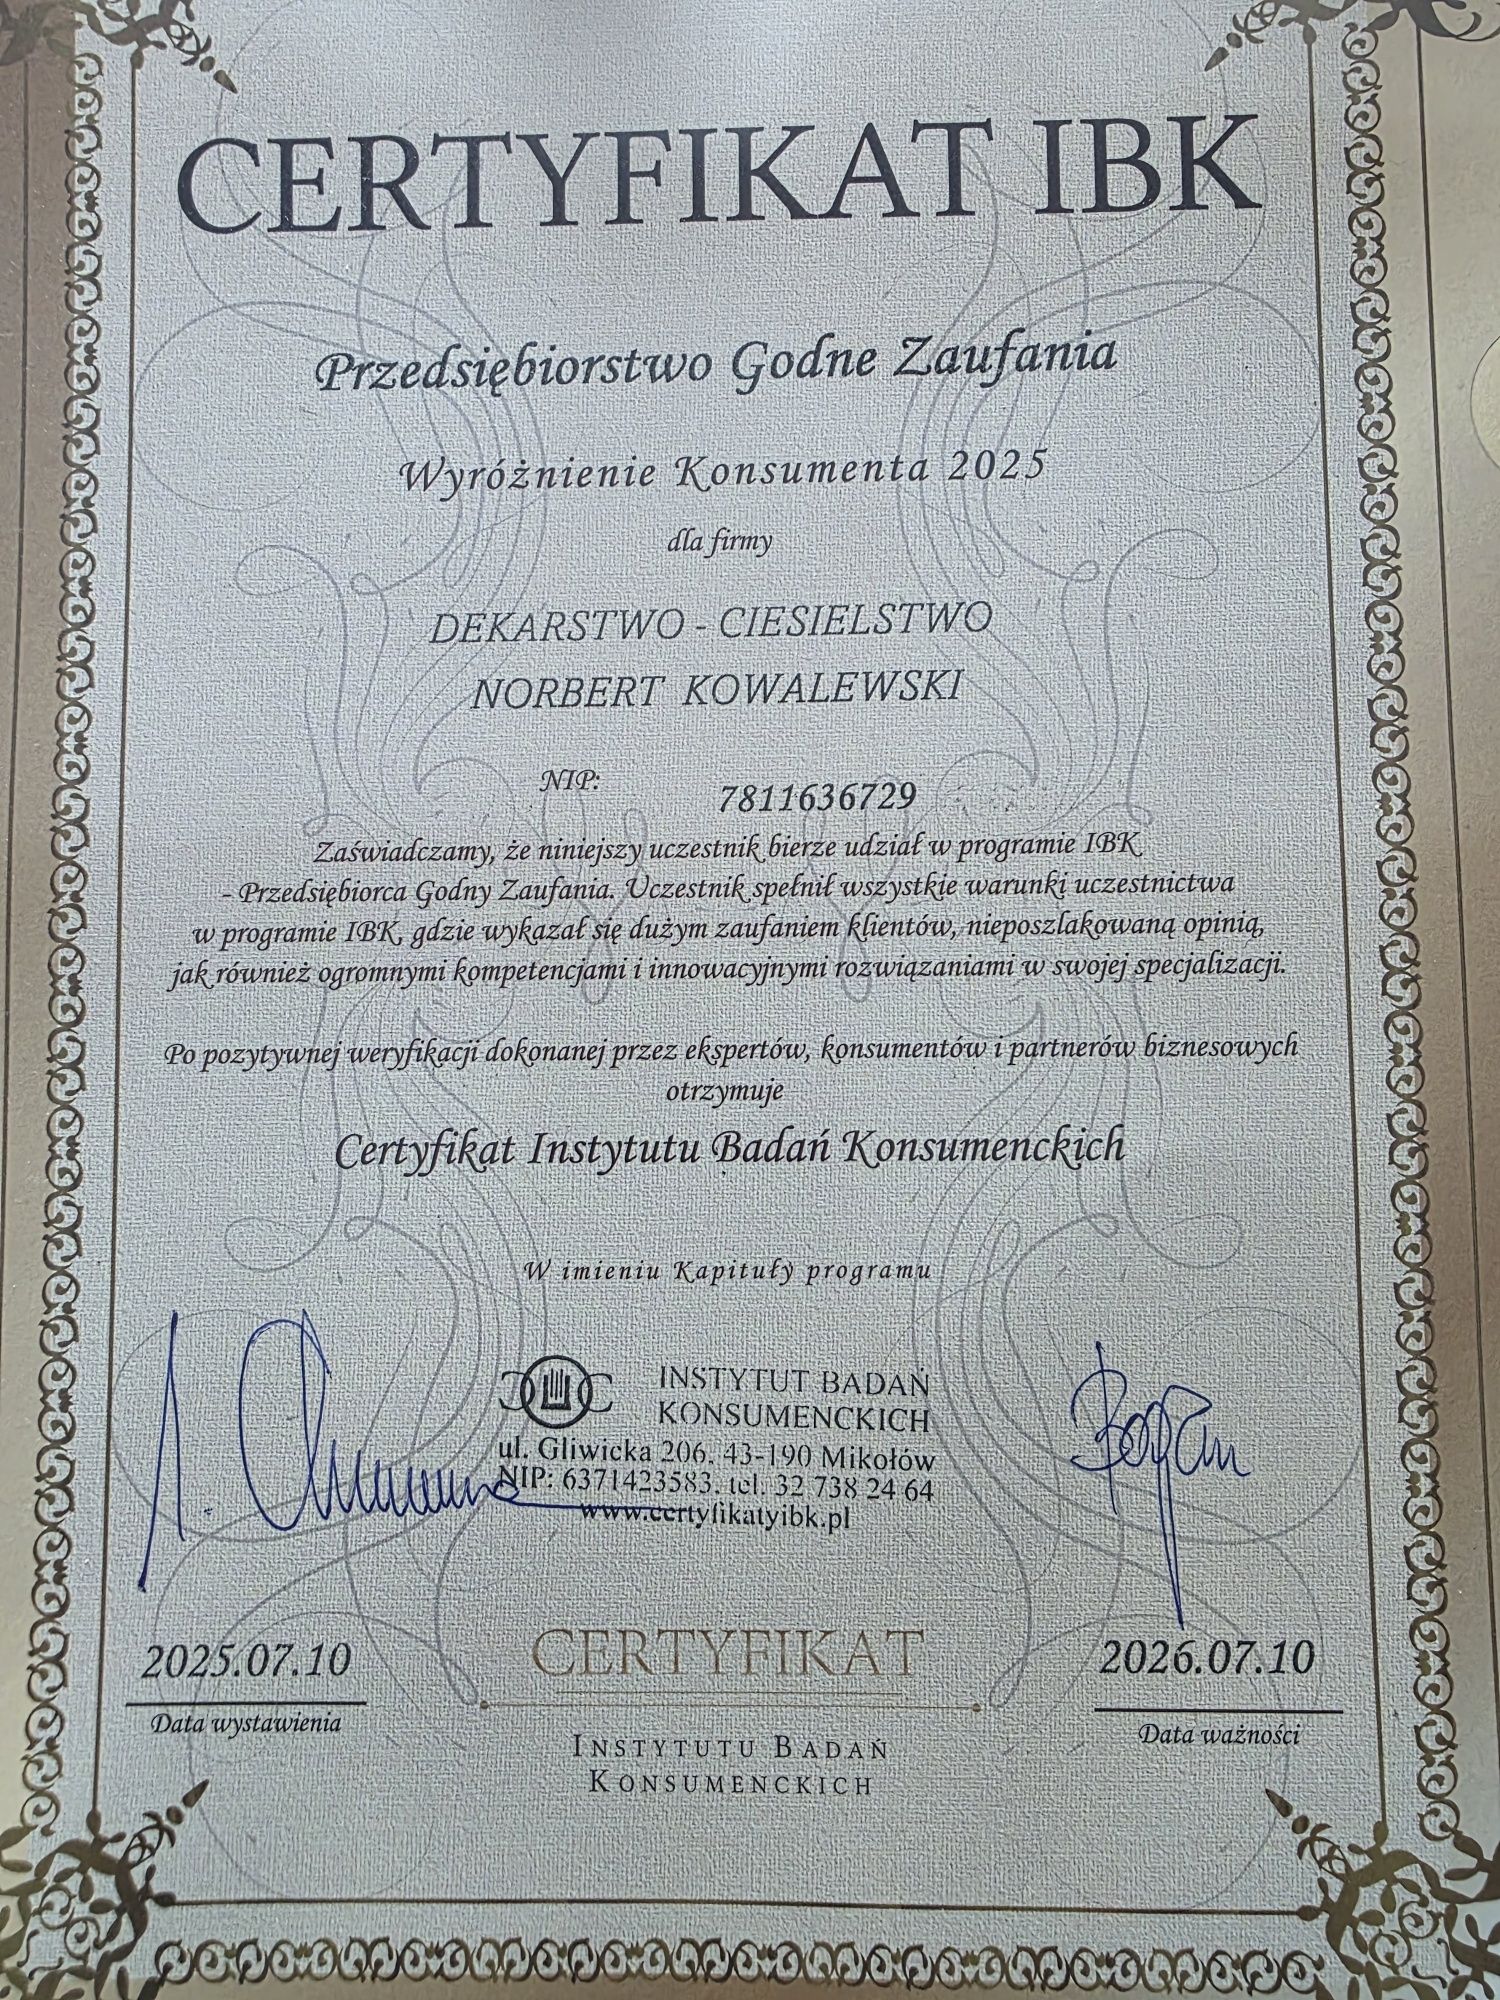 CERTYFIKAT IBK
Przedsiębiorstwo Godne Zaufania
Wyróżnienie Konsumenta 2025
dla firmy
DEKARSTWO - CIESIELSTWO
NORBERT KOWALEWSKI
NIP: 7811636729
Zaświadczamy, że niniejszy uczestnik bierze udział w programie IBK
- Przedsiębiorca Godny Zaufania. Uczestnik spełnił wszystkie warunki uczestnictwa
w programie IBK, gdzie wykazał się dużym zaufaniem klientów, nieposzlakowaną opinią,
jak również ogromnymi kompetencjami i innowacyjnymi rozwiązaniami w swojej specjalizacji.
Po pozytywnej weryfikacji dokonanej przez ekspertów, konsumentów i partnerów biznesowych
otrzymuje
Certyfikat Instytutu Badań Konsumenckich
W imieniu Kapituły programu
INSTYTUT BADAŃ
KONSUMENCKICH
ul. Gliwicka 206, 43-190 Mikołów
NIP: 6371423583, tel. 32 738 24 64
www.certyfikatyibk.pl
2025.07.10
Data wystawienia
CERTYFIKAT
INSTYTUTU BADAŃ
KONSUMENCKICH
2026.07.10
Data ważności